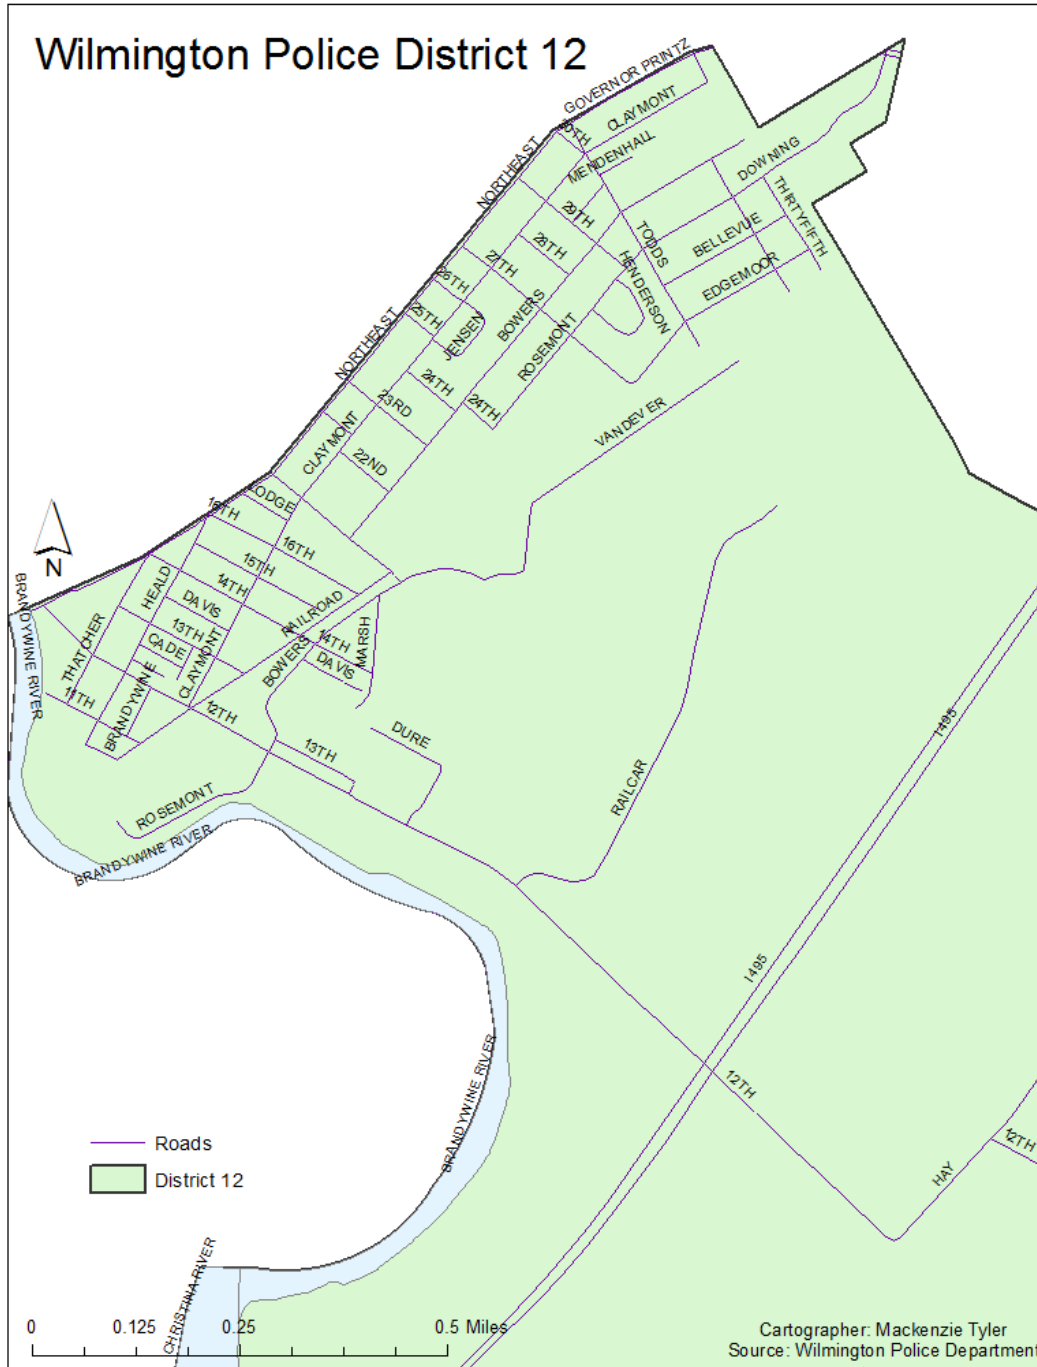 Wilmington Police District 12
GOVERNOR PRINTZ
CLAYMONT
30TH
MENDENHALL
NORTHEAST
DOWNING
THIRTYFIFTH
29TH
TODDS
BELLEVUE
28TH
27TH
HENDERSON
EDGEMOOR
26TH
25TH
JENSEN
BOWERS
ROSEMONT
NORTHEAST
24TH
24TH
23RD
VANDEVER
CLAYMONT
22ND
LODGE
16TH
16TH
15TH
14TH
N
BRANDYWINE RIVER
HEALD
DAVIS
RAILROAD
THATCHER
13TH
CADE
14TH
MARSH
BOWERS
DAVIS
CLAYMONT
11TH
BRANDYWINE
12TH
DURE
13TH
I495
ROSEMONT
RAILCAR
BRANDYWINE RIVER
I495
BRANDYWINE RIVER
12TH
12TH
HAY
Roads
District 12
CHRISTINA RIVER
0 0.125 0.25 0.5 Miles
Cartographer: Mackenzie Tyler
Source: Wilmington Police Department